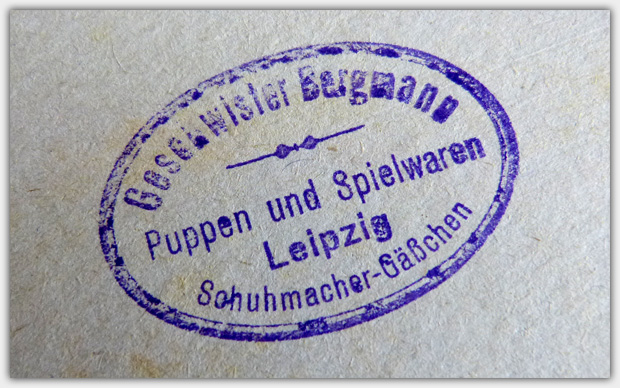 Geschwister Bergmann
Puppen und Spielwaren
Leipzig
Schuhmacher-Gäßchen